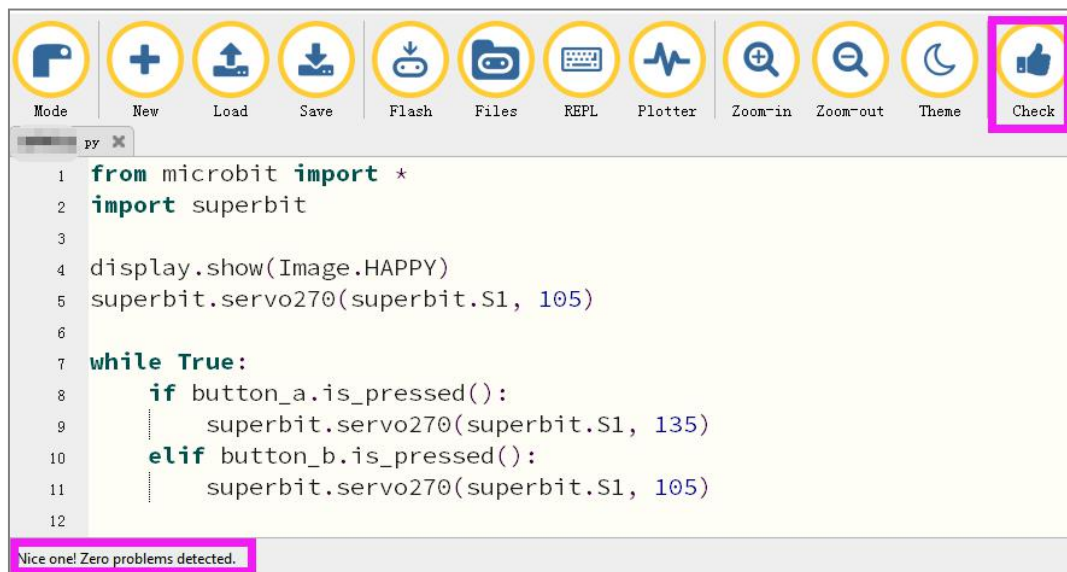 Mode New Load Save Flash Files REPL Plotter Zoom-in Zoom-out Theme Check
py
1 from microbit import *
2 import superbit
3
4 display.show(Image.HAPPY)
5 superbit.servo270(superbit.S1, 105)
6
7 while True:
8     if button_a.is_pressed():
9         superbit.servo270(superbit.S1, 135)
10     elif button_b.is_pressed():
11         superbit.servo270(superbit.S1, 105)
12
Nice one! Zero problems detected.